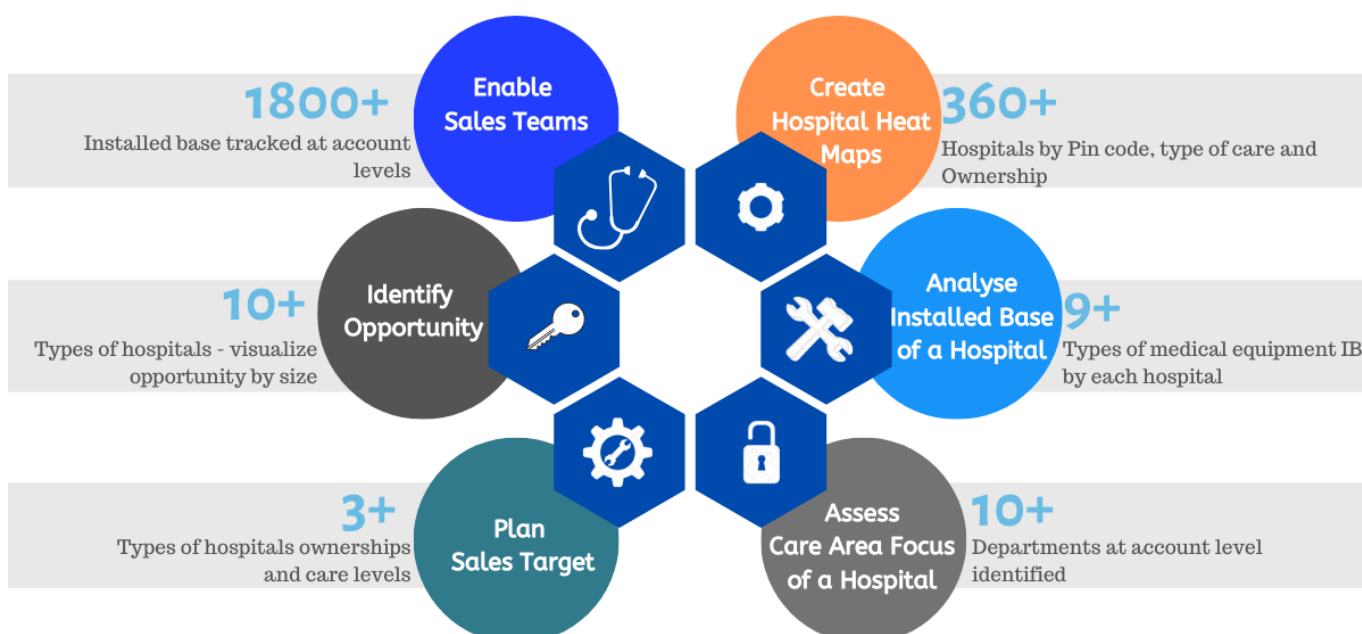 Enable
Sales Teams
1800+
Installed base tracked at account
levels
Create
Hospital Heat
Maps
360+
Hospitals by Pin code, type of care and
Ownership
Identify
Opportunity
10+
Types of hospitals - visualize
opportunity by size
Analyse
Installed Base
of a Hospital
9+
Types of medical equipment IB
by each hospital
Plan
Sales Target
3+
Types of hospitals ownerships
and care levels
Assess
Care Area Focus
of a Hospital
10+
Departments at account level
identified